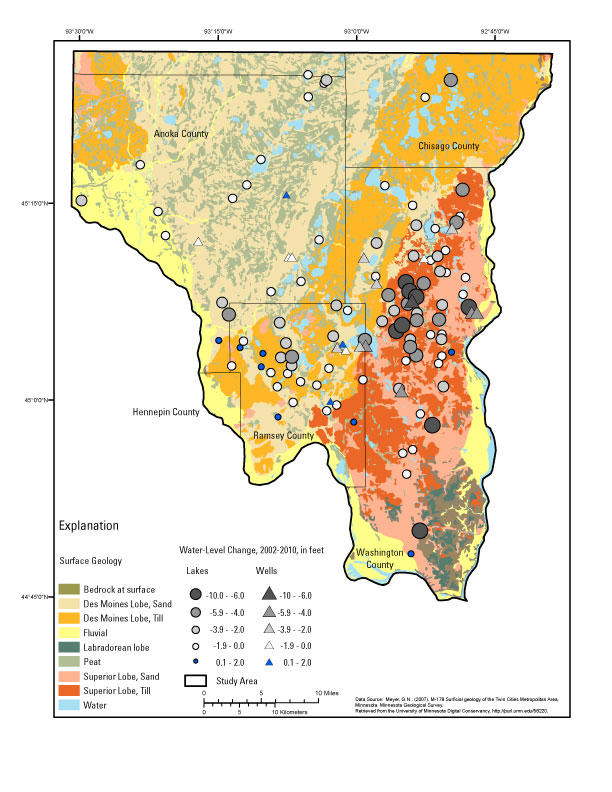 93°30'0"W
93°15'0"W
93°0'0"W
92°45'0"W
Anoka County
Chisago County
45°15'0"N
45°0'0"N
Hennepin County
Ramsey County
Washington
County
44°45'0"N
Explanation
Surface Geology
Bedrock at surface
Des Moines Lobe, Sand
Des Moines Lobe, Till
Fluvial
Labradorean lobe
Peat
Superior Lobe, Sand
Superior Lobe, Till
Water
Water-Level Change, 2002-2010, in feet
Lakes
Wells
-10.0 - -6.0
-10 - -6.0
-5.9 - -4.0
-5.9 - -4.0
-3.9 - -2.0
-3.9 - -2.0
-1.9 - 0.0
-1.9 - 0.0
0.1 - 2.0
0.1 - 2.0
Study Area
0 5 10 Miles
0 5 10 Kilometers
Data Source: Meyer, G.N., (2007). M-178 Surficial geology of the Twin Cities Metropolitan Area,
Minnesota. Minnesota Geological Survey.
Retrieved from the University of Minnesota Digital Conservancy, http://purl.umn.edu/58220.